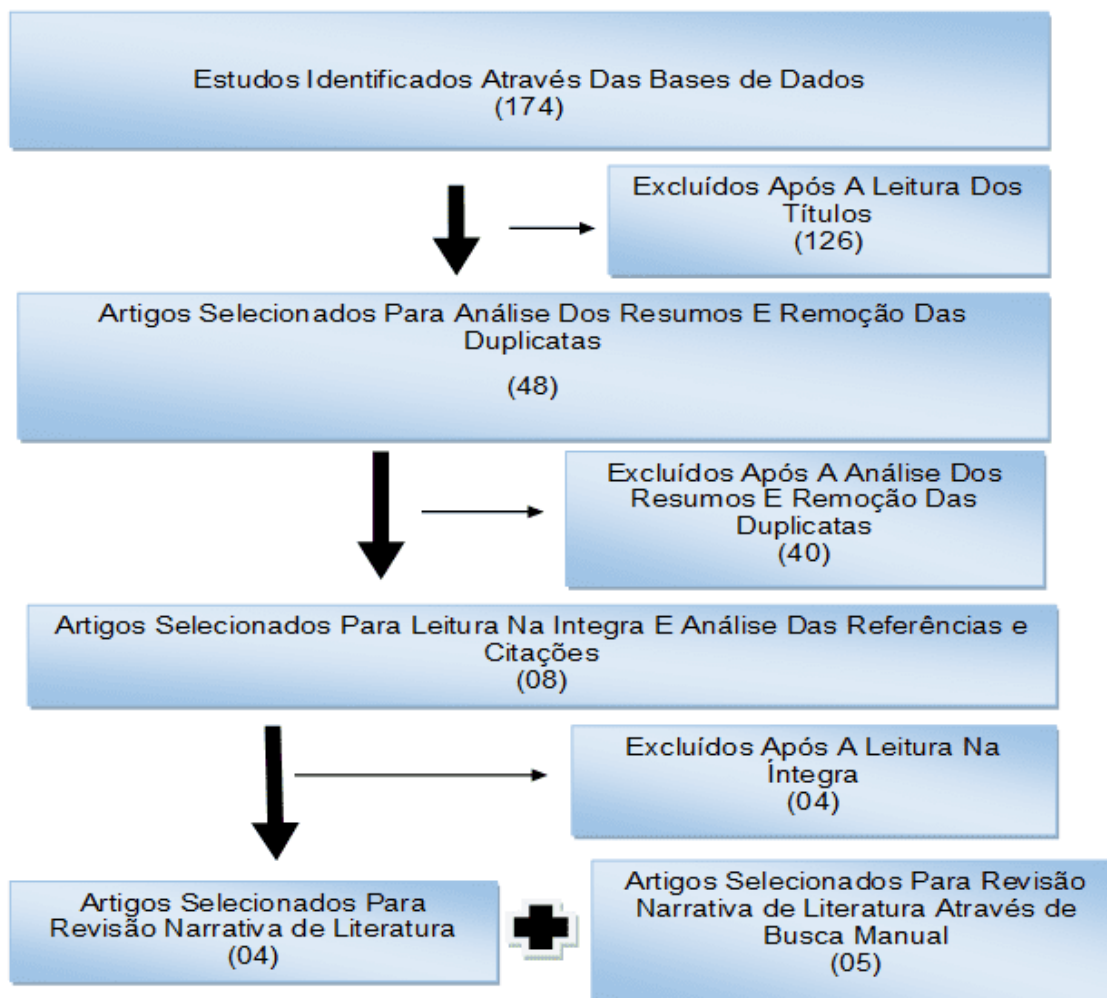 Estudos Identificados Através Das Bases de Dados
(174)
Excluídos Após A Leitura Dos
Títulos
(126)
Artigos Selecionados Para Análise Dos Resumos E Remoção Das
Duplicatas
(48)
Excluídos Após A Análise Dos
Resumos E Remoção Das
Duplicatas
(40)
Artigos Selecionados Para Leitura Na Integra E Análise Das Referências e
Citações
(08)
Excluídos Após A Leitura Na
Íntegra
(04)
Artigos Selecionados Para
Revisão Narrativa de Literatura
(04)
Artigos Selecionados Para Revisão
Narrativa de Literatura Através de
Busca Manual
(05)